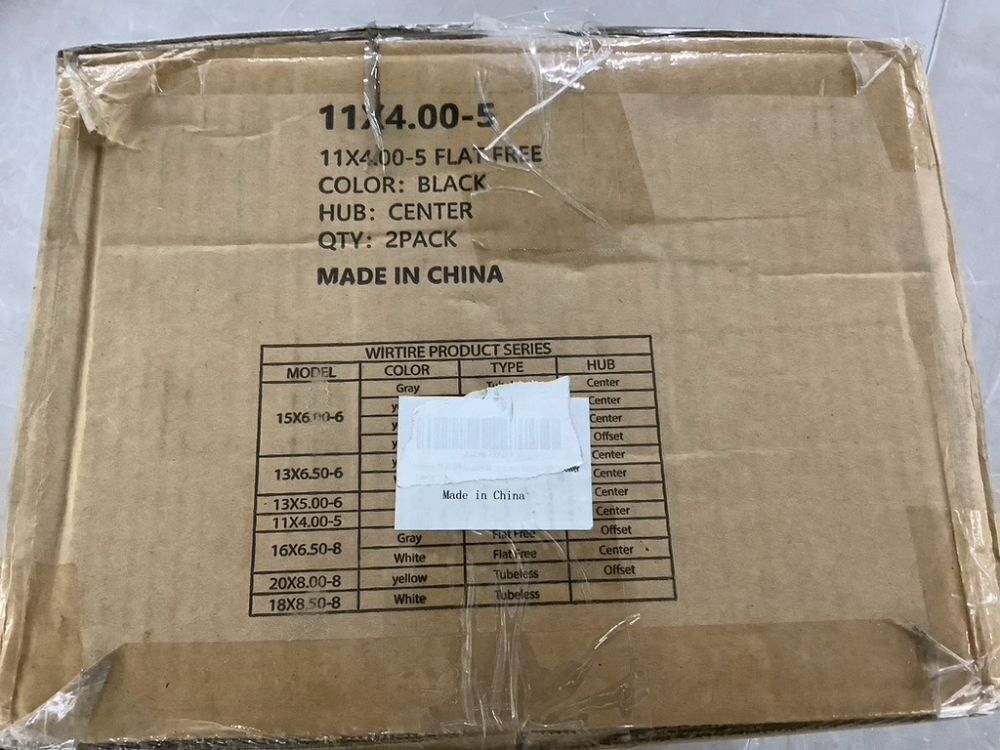 11X4.00-5
11X4.00-5 FLAT FREE
COLOR: BLACK
HUB: CENTER
QTY: 2PACK
MADE IN CHINA
WIRTIRE PRODUCT SERIES
MODEL COLOR TYPE HUB
Gray Center
Center
15X6.00-6 Center
Offset
Center
13X6.50-6 Center
13X5.00-6 Center
Made in China
11X4.00-5 Center
Gray Flat Free Offset
16X6.50-8
White Flat Free Center
20X8.00-8 yellow Tubeless Offset
18X8.50-8 White Tubeless